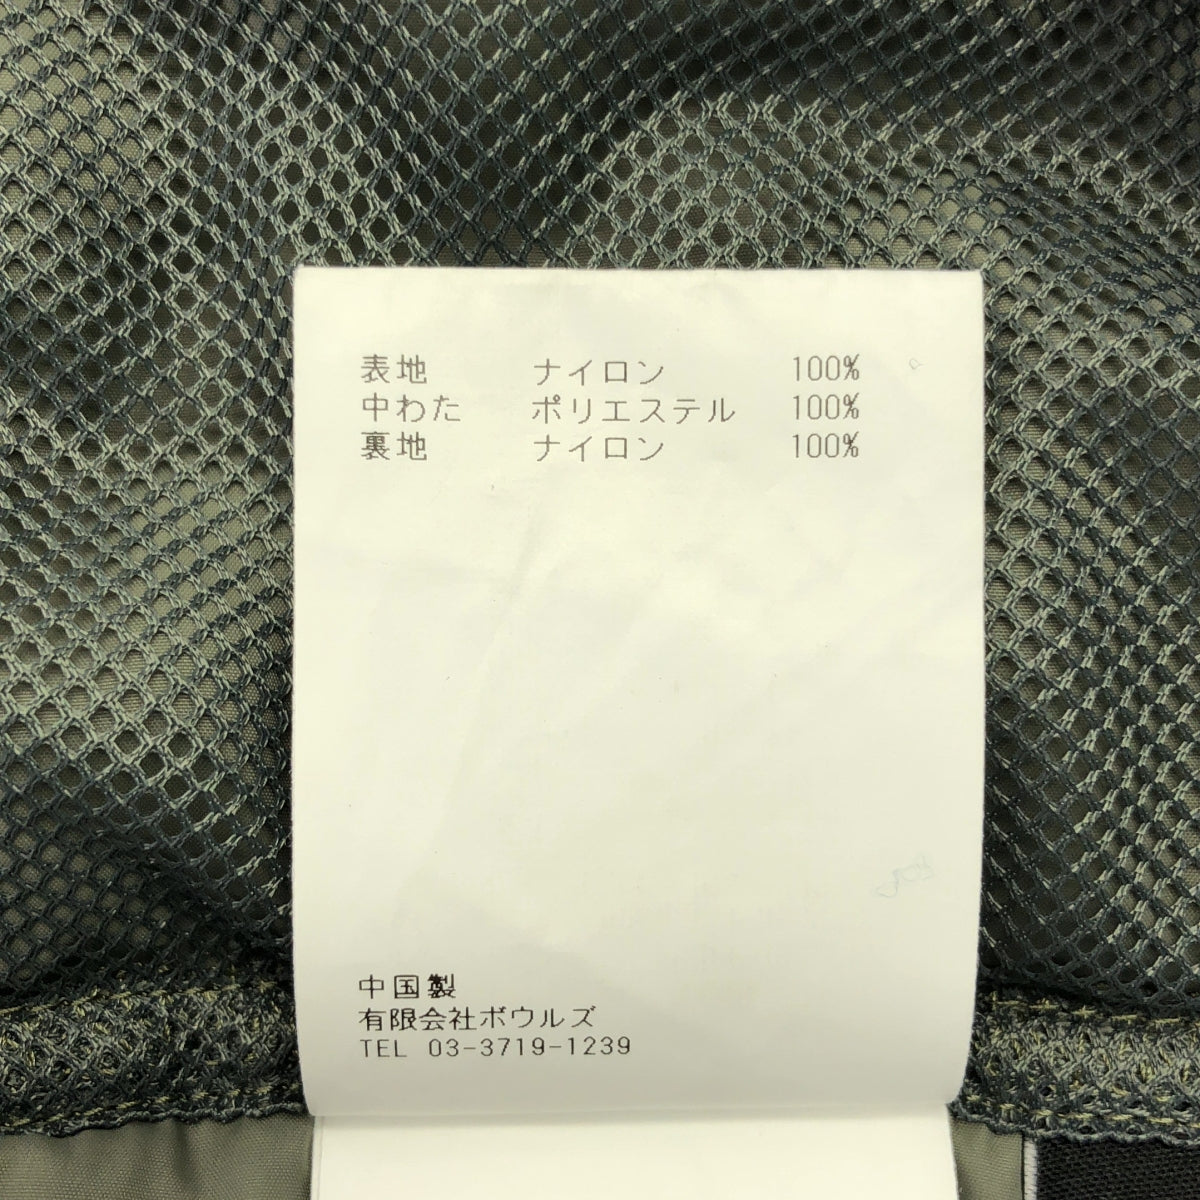 表地 ナイロン 100%
中わた ポリエステル 100%
裏地 ナイロン 100%
中国製
有限会社ボウルズ
TEL 03-3719-1239